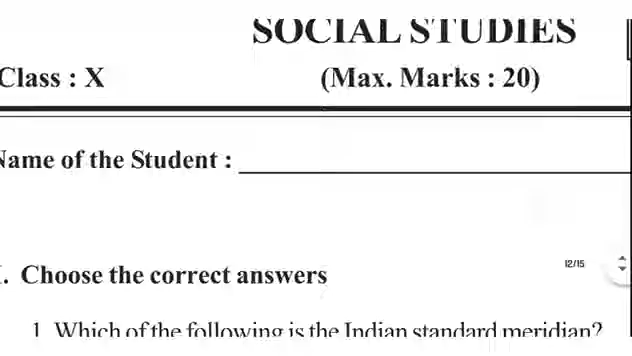 SOCIAL STUDIES
Class : X (Max. Marks : 20)
Name of the Student :
12/15
I. Choose the correct answers
1. Which of the following is the Indian standard meridian?